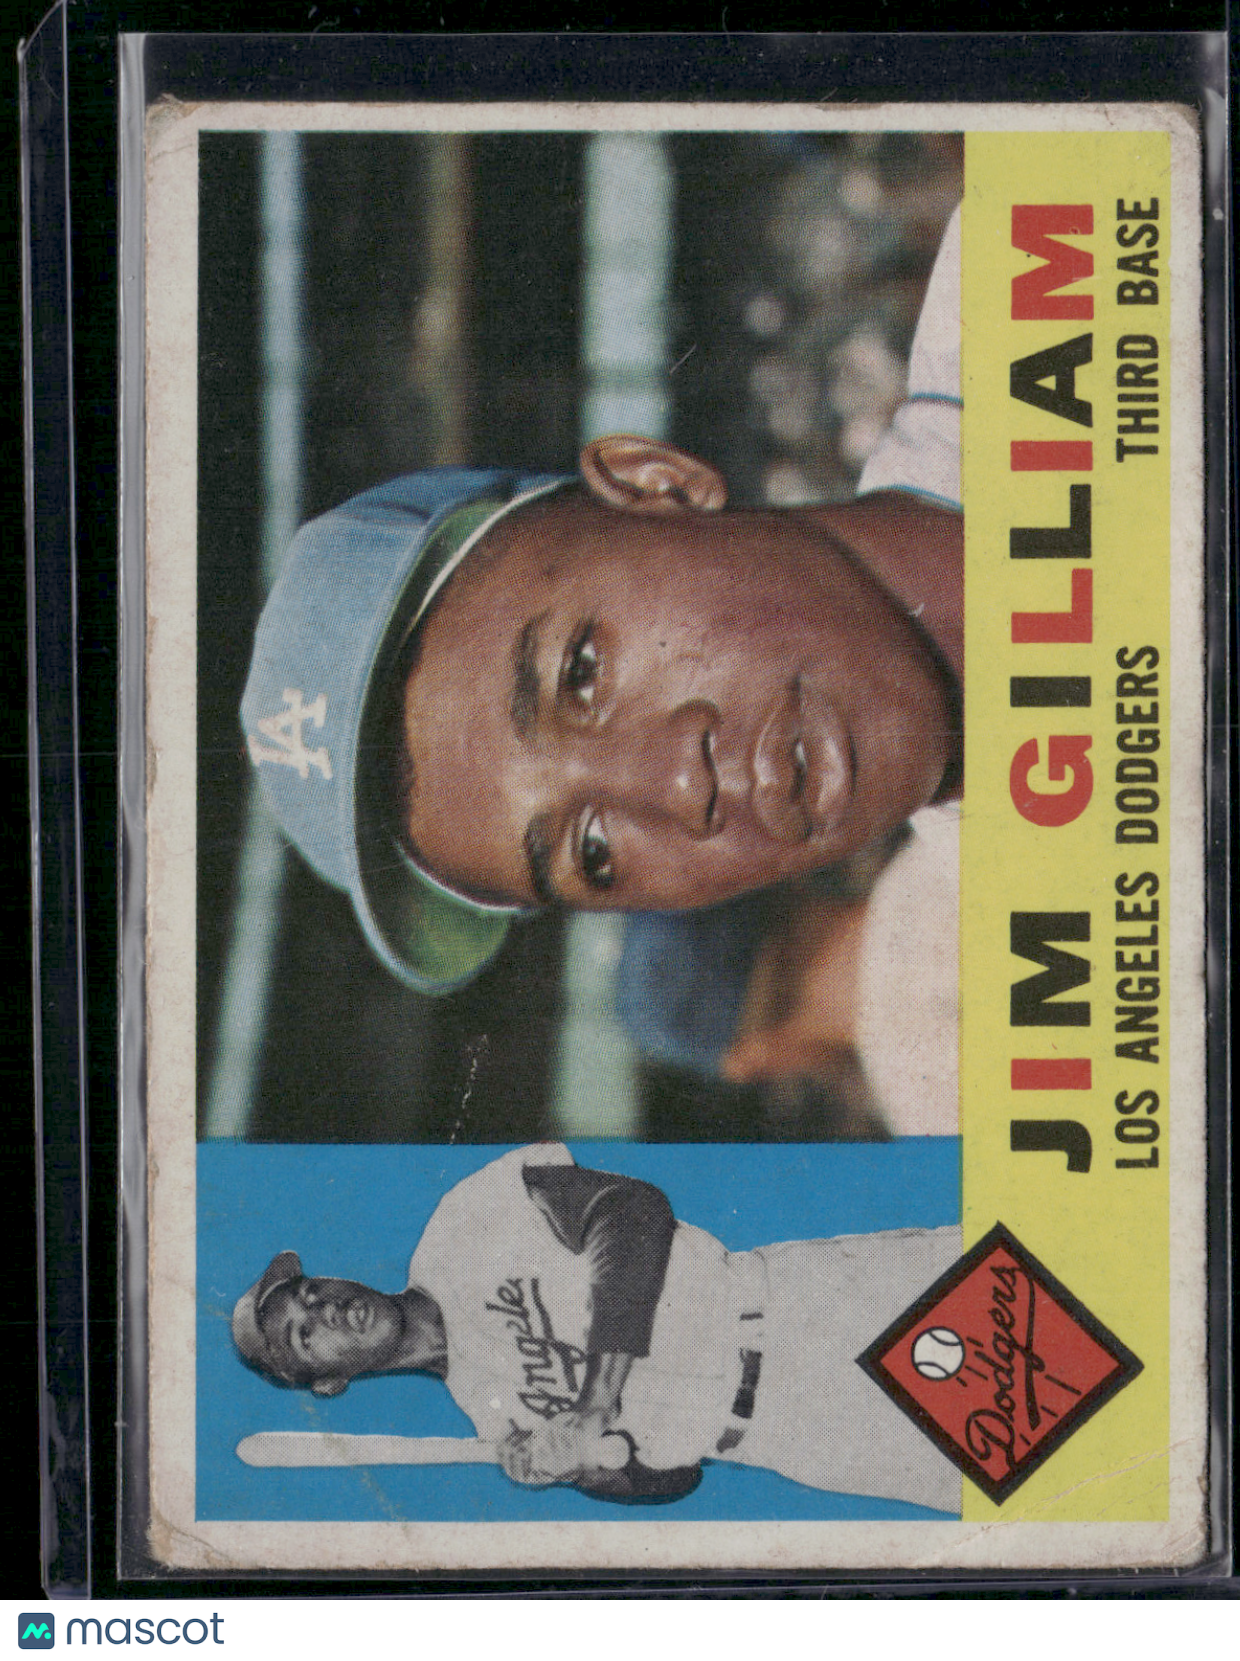 JIM GILLIAM
LOS ANGELES DODGERS THIRD BASE
Dodgers
LA
Angeles
mascot